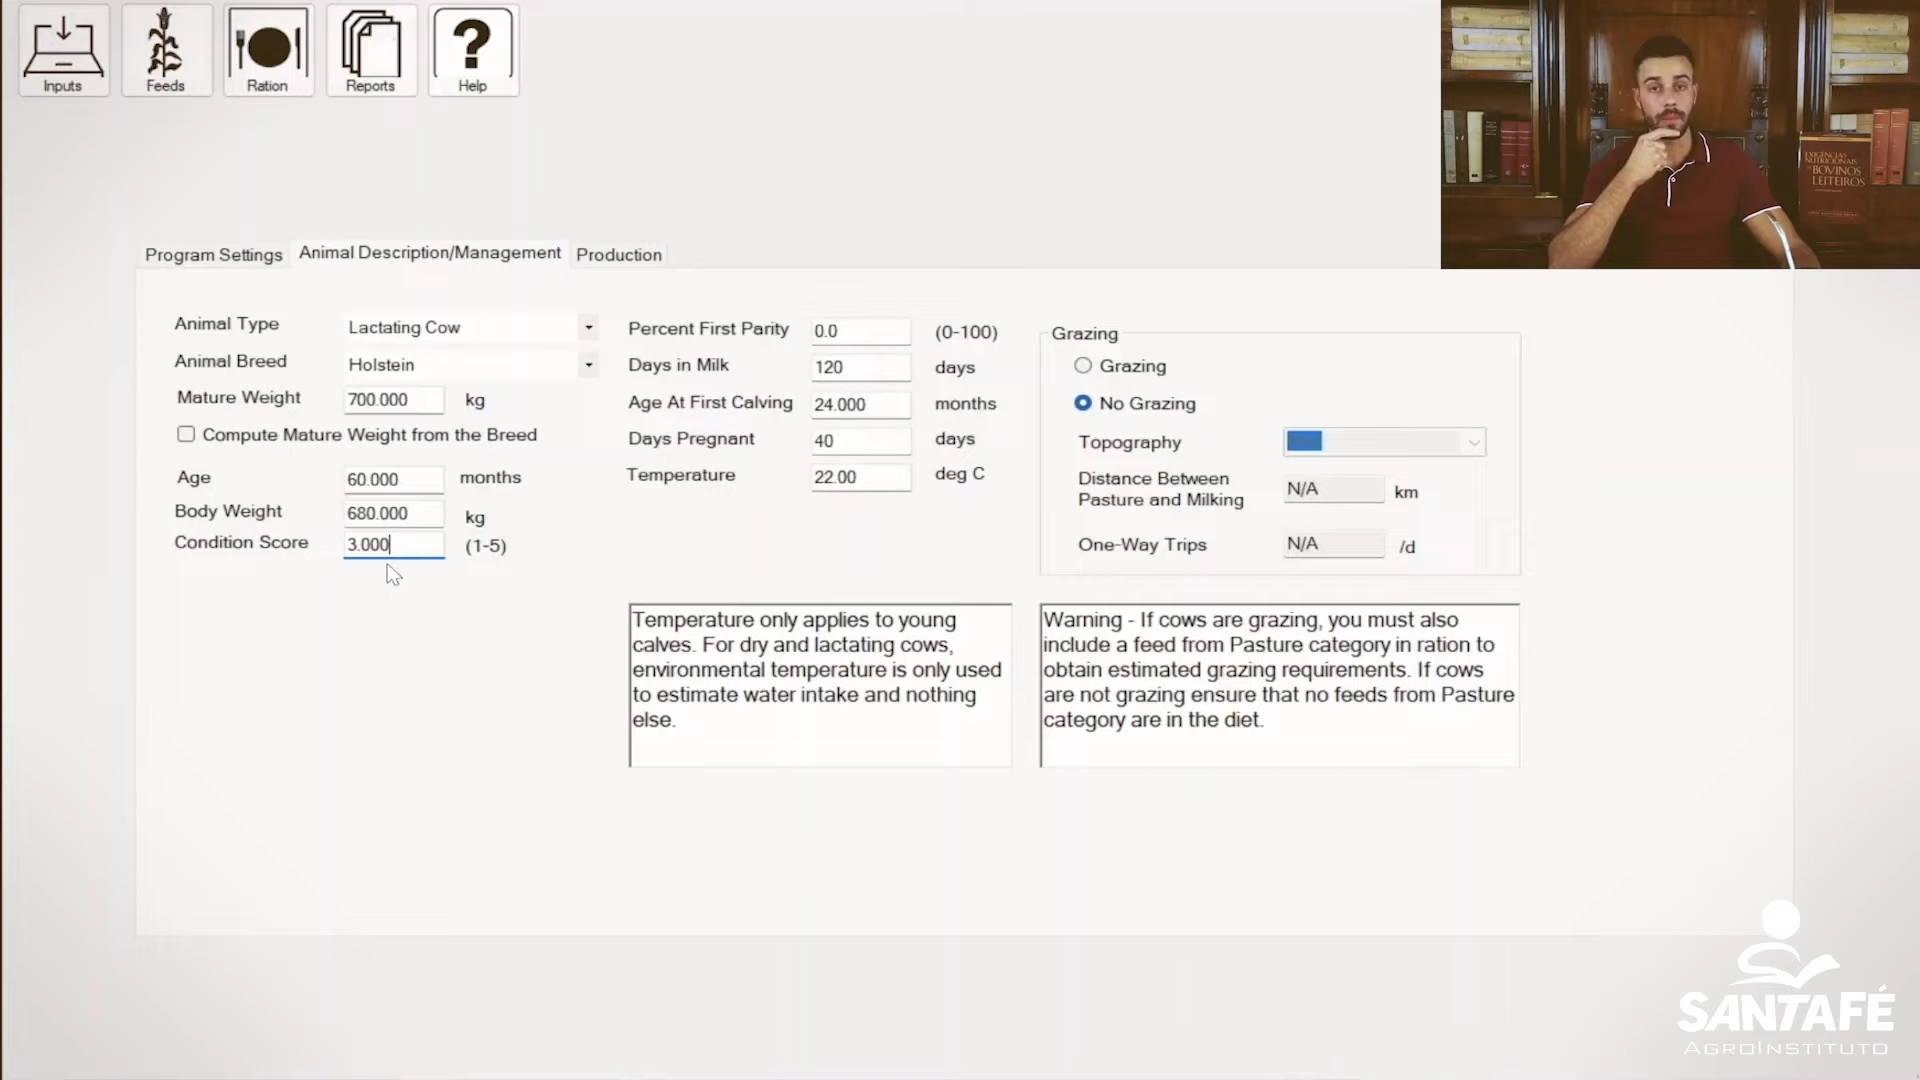 Inputs
Feeds
Ration
Reports
Help
EXIGÊNCIAS
NUTRICIONAIS
DE BOVINOS
LEITEIROS
Program Settings
Animal Description/Management
Production
Animal Type
Lactating Cow
Animal Breed
Holstein
Mature Weight
700.000
kg
Compute Mature Weight from the Breed
Age
60.000
months
Body Weight
680.000
kg
Condition Score
3.000
(1-5)
Percent First Parity
0.0
(0-100)
Days in Milk
120
days
Age At First Calving
24.000
months
Days Pregnant
40
days
Temperature
22.00
deg C
Grazing
Grazing
No Grazing
Topography
Distance Between
Pasture and Milking
N/A
km
One-Way Trips
N/A
/d
Temperature only applies to young
calves. For dry and lactating cows,
environmental temperature is only used
to estimate water intake and nothing
else.
Warning - If cows are grazing, you must also
include a feed from Pasture category in ration to
obtain estimated grazing requirements. If cows
are not grazing ensure that no feeds from Pasture
category are in the diet.
SANTAFÉ
AGROINSTITUTO